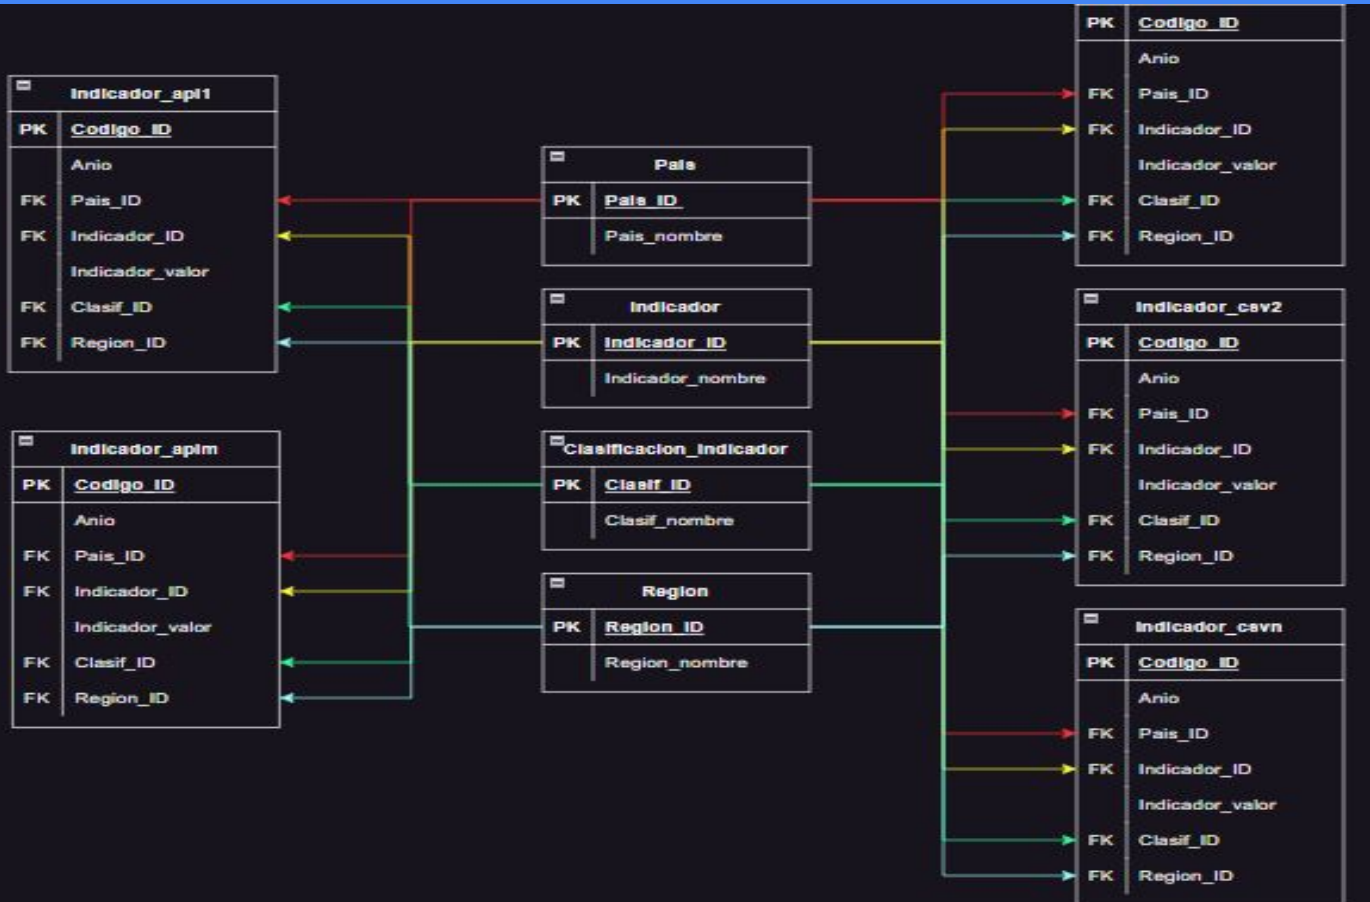 Indicador_api1
PK Codigo_ID
Anio
FK Pais_ID
FK Indicador_ID
Indicador_valor
FK Clasif_ID
FK Region_ID
Indicador_apim
PK Codigo_ID
Anio
FK Pais_ID
FK Indicador_ID
Indicador_valor
FK Clasif_ID
FK Region_ID
Pais
PK Pais_ID
Pais_nombre
Indicador
PK Indicador_ID
Indicador_nombre
Clasificacion_Indicador
PK Clasif_ID
Clasif_nombre
Region
PK Region_ID
Region_nombre
PK Codigo_ID
Anio
FK Pais_ID
FK Indicador_ID
Indicador_valor
FK Clasif_ID
FK Region_ID
Indicador_csv2
PK Codigo_ID
Anio
FK Pais_ID
FK Indicador_ID
Indicador_valor
FK Clasif_ID
FK Region_ID
Indicador_csvn
PK Codigo_ID
Anio
FK Pais_ID
FK Indicador_ID
Indicador_valor
FK Clasif_ID
FK Region_ID